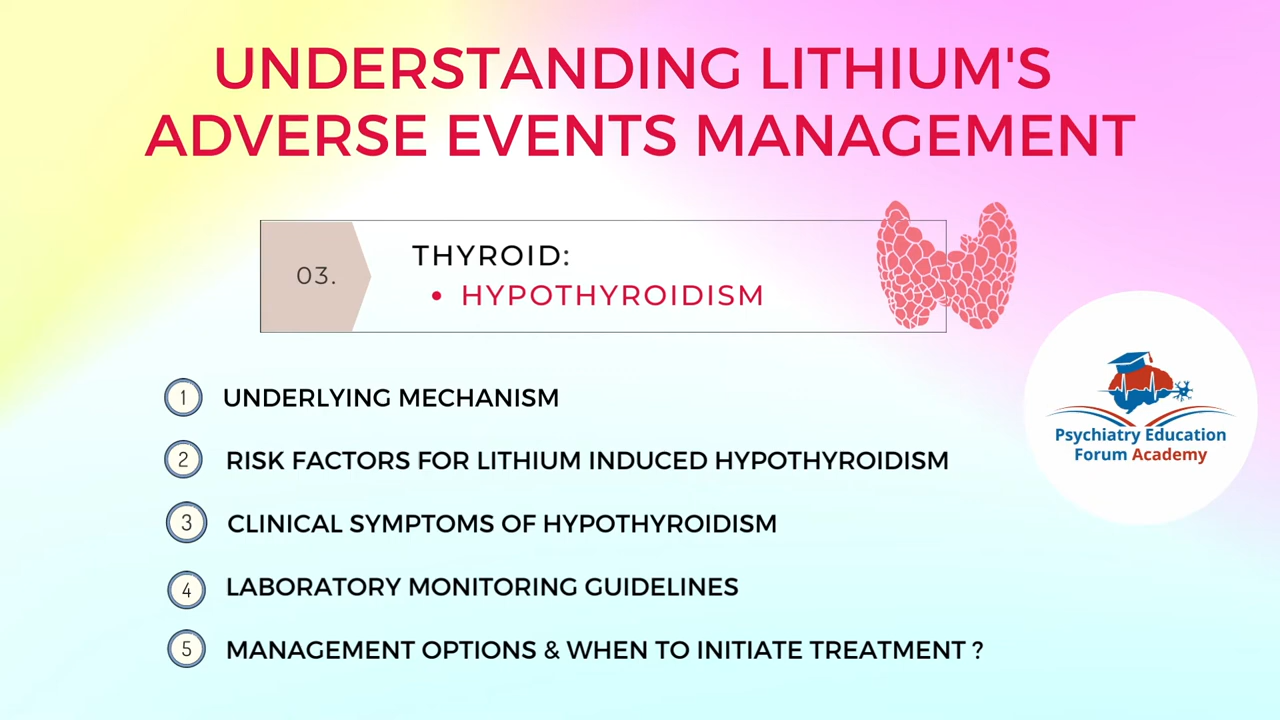 UNDERSTANDING LITHIUM'S
ADVERSE EVENTS MANAGEMENT
03.
THYROID:
• HYPOTHYROIDISM
1 UNDERLYING MECHANISM
2 RISK FACTORS FOR LITHIUM INDUCED HYPOTHYROIDISM
3 CLINICAL SYMPTOMS OF HYPOTHYROIDISM
4 LABORATORY MONITORING GUIDELINES
5 MANAGEMENT OPTIONS & WHEN TO INITIATE TREATMENT ?
Psychiatry Education
Forum Academy